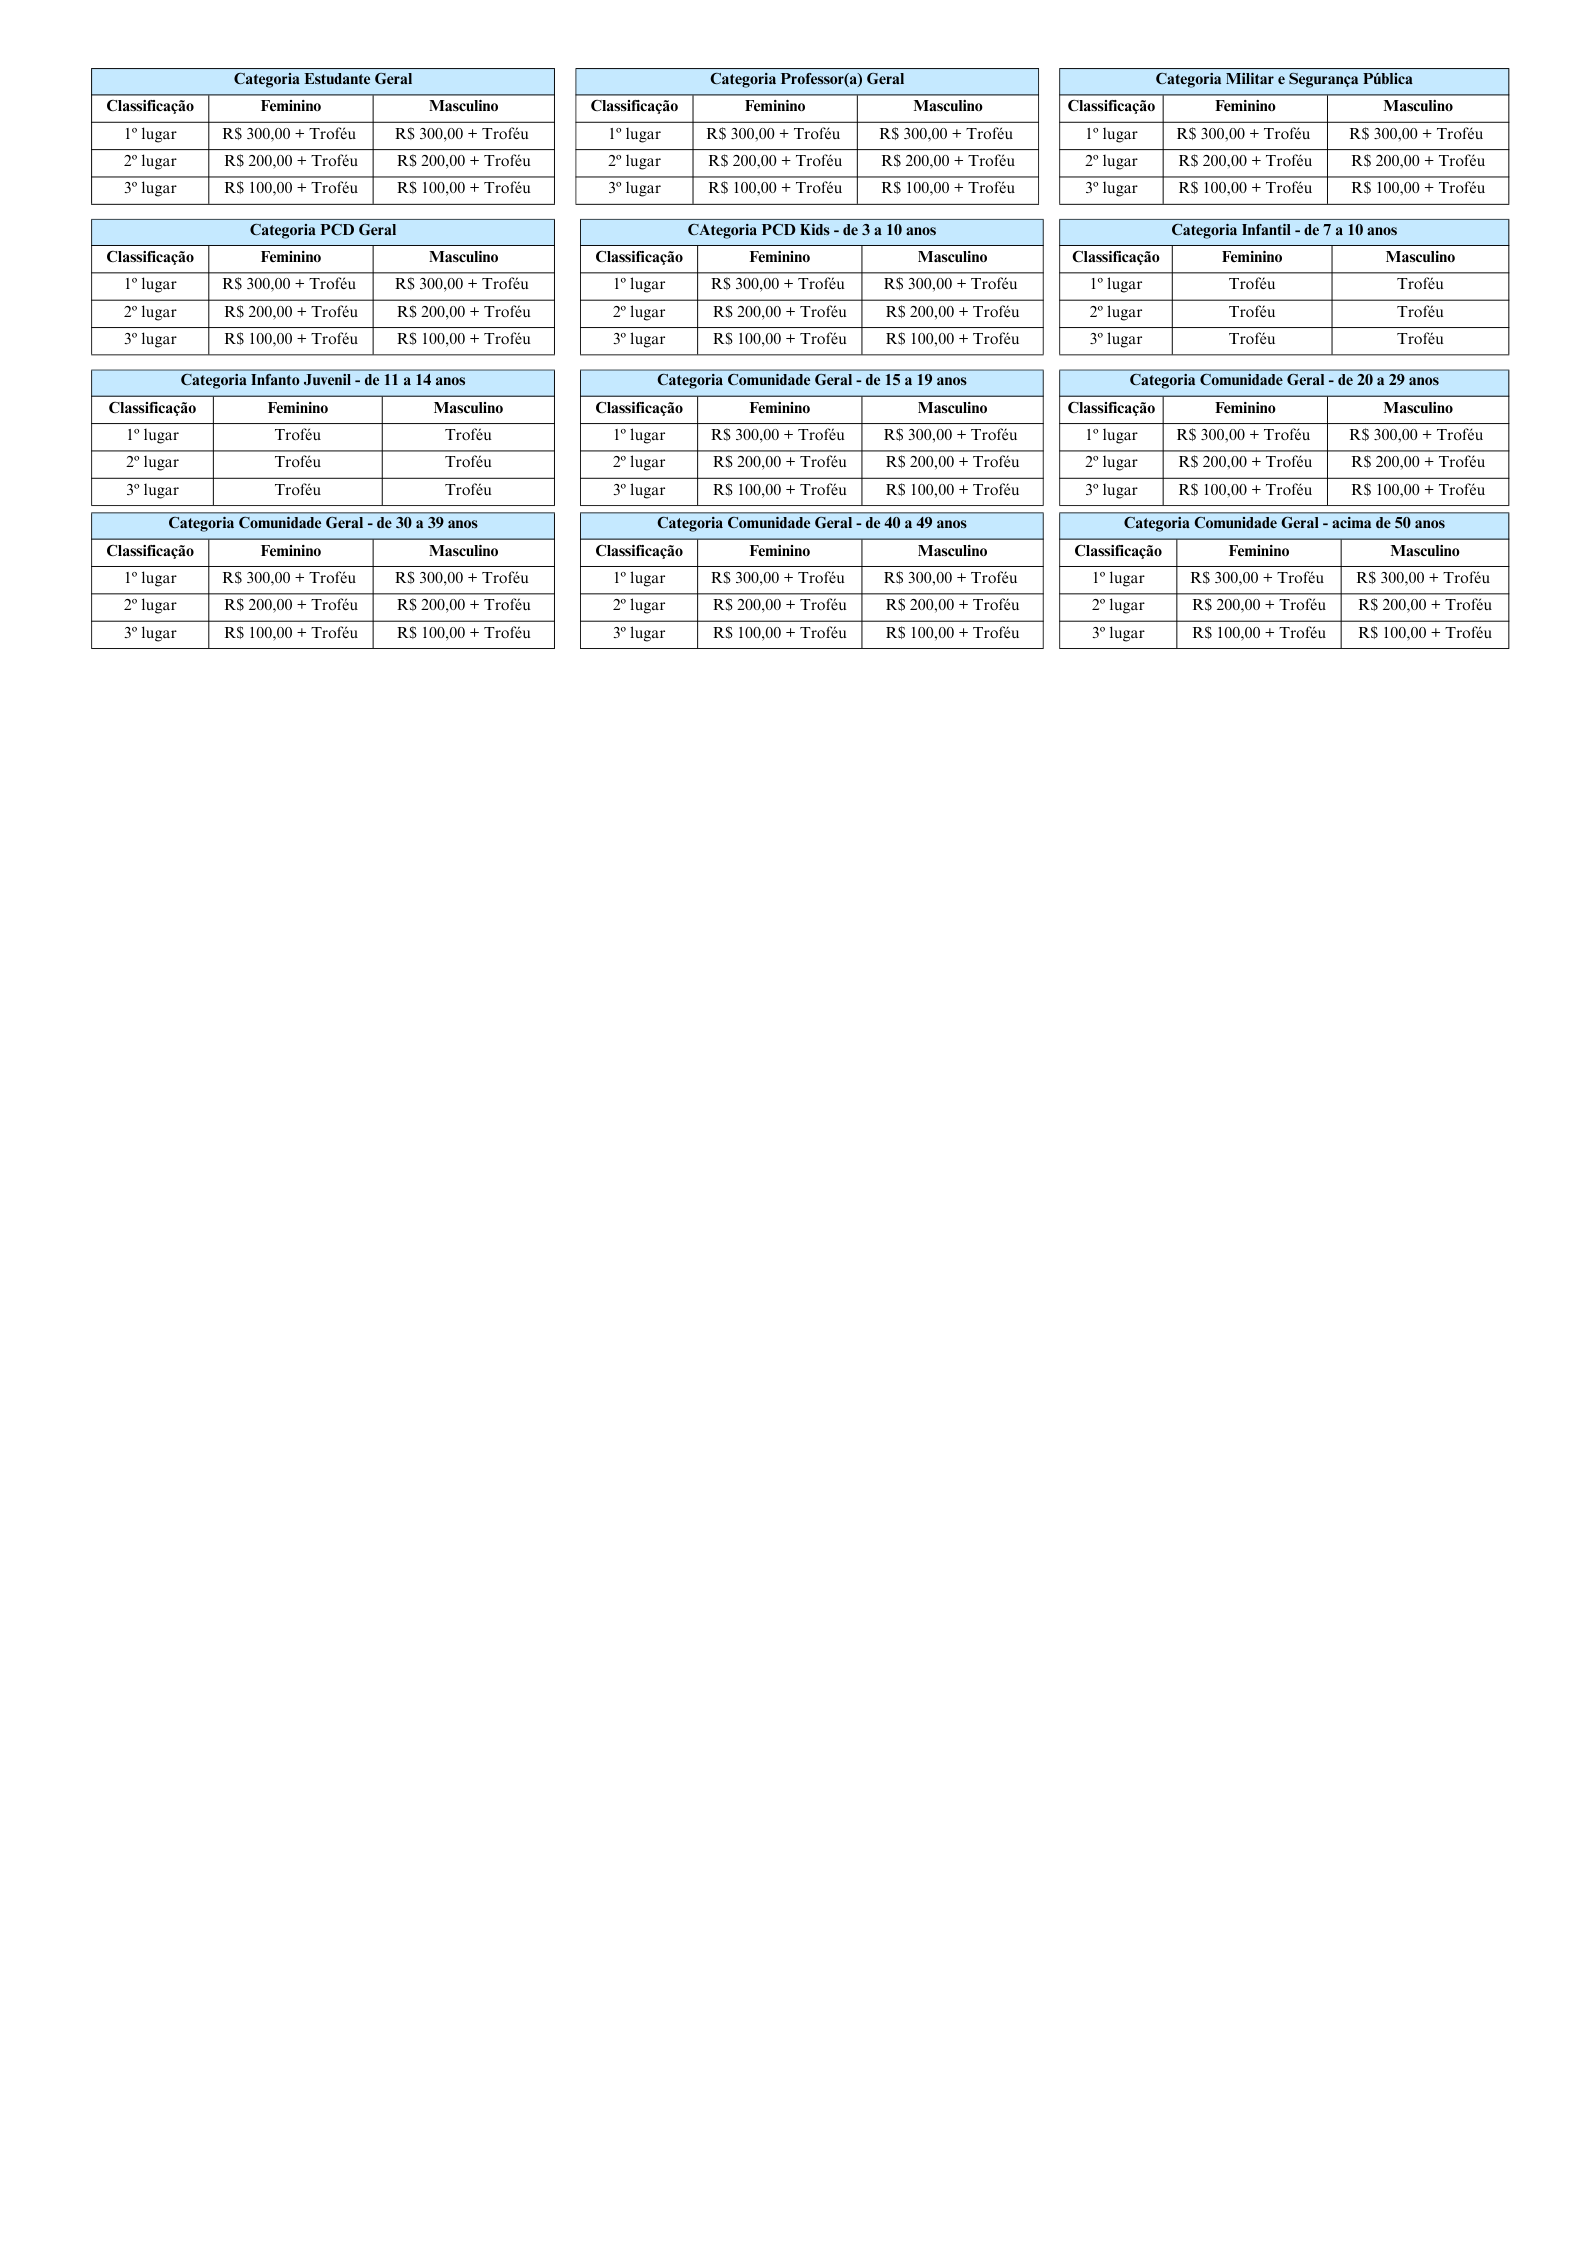 Categoria Estudante Geral
Classificação Feminino Masculino
1º lugar R$ 300,00 + Troféu R$ 300,00 + Troféu
2º lugar R$ 200,00 + Troféu R$ 200,00 + Troféu
3º lugar R$ 100,00 + Troféu R$ 100,00 + Troféu
Categoria Professor(a) Geral
Classificação Feminino Masculino
1º lugar R$ 300,00 + Troféu R$ 300,00 + Troféu
2º lugar R$ 200,00 + Troféu R$ 200,00 + Troféu
3º lugar R$ 100,00 + Troféu R$ 100,00 + Troféu
Categoria Militar e Segurança Pública
Classificação Feminino Masculino
1º lugar R$ 300,00 + Troféu R$ 300,00 + Troféu
2º lugar R$ 200,00 + Troféu R$ 200,00 + Troféu
3º lugar R$ 100,00 + Troféu R$ 100,00 + Troféu
Categoria PCD Geral
Classificação Feminino Masculino
1º lugar R$ 300,00 + Troféu R$ 300,00 + Troféu
2º lugar R$ 200,00 + Troféu R$ 200,00 + Troféu
3º lugar R$ 100,00 + Troféu R$ 100,00 + Troféu
CAtegoria PCD Kids - de 3 a 10 anos
Classificação Feminino Masculino
1º lugar R$ 300,00 + Troféu R$ 300,00 + Troféu
2º lugar R$ 200,00 + Troféu R$ 200,00 + Troféu
3º lugar R$ 100,00 + Troféu R$ 100,00 + Troféu
Categoria Infantil - de 7 a 10 anos
Classificação Feminino Masculino
1º lugar Troféu Troféu
2º lugar Troféu Troféu
3º lugar Troféu Troféu
Categoria Infanto Juvenil - de 11 a 14 anos
Classificação Feminino Masculino
1º lugar Troféu Troféu
2º lugar Troféu Troféu
3º lugar Troféu Troféu
Categoria Comunidade Geral - de 15 a 19 anos
Classificação Feminino Masculino
1º lugar R$ 300,00 + Troféu R$ 300,00 + Troféu
2º lugar R$ 200,00 + Troféu R$ 200,00 + Troféu
3º lugar R$ 100,00 + Troféu R$ 100,00 + Troféu
Categoria Comunidade Geral - de 20 a 29 anos
Classificação Feminino Masculino
1º lugar R$ 300,00 + Troféu R$ 300,00 + Troféu
2º lugar R$ 200,00 + Troféu R$ 200,00 + Troféu
3º lugar R$ 100,00 + Troféu R$ 100,00 + Troféu
Categoria Comunidade Geral - de 30 a 39 anos
Classificação Feminino Masculino
1º lugar R$ 300,00 + Troféu R$ 300,00 + Troféu
2º lugar R$ 200,00 + Troféu R$ 200,00 + Troféu
3º lugar R$ 100,00 + Troféu R$ 100,00 + Troféu
Categoria Comunidade Geral - de 40 a 49 anos
Classificação Feminino Masculino
1º lugar R$ 300,00 + Troféu R$ 300,00 + Troféu
2º lugar R$ 200,00 + Troféu R$ 200,00 + Troféu
3º lugar R$ 100,00 + Troféu R$ 100,00 + Troféu
Categoria Comunidade Geral - acima de 50 anos
Classificação Feminino Masculino
1º lugar R$ 300,00 + Troféu R$ 300,00 + Troféu
2º lugar R$ 200,00 + Troféu R$ 200,00 + Troféu
3º lugar R$ 100,00 + Troféu R$ 100,00 + Troféu